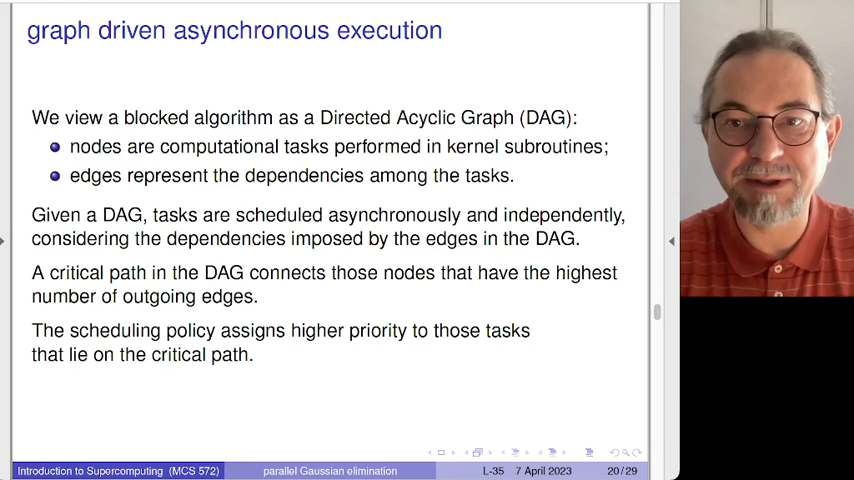 graph driven asynchronous execution
We view a blocked algorithm as a Directed Acyclic Graph (DAG):
nodes are computational tasks performed in kernel subroutines;
edges represent the dependencies among the tasks.
Given a DAG, tasks are scheduled asynchronously and independently,
considering the dependencies imposed by the edges in the DAG.
A critical path in the DAG connects those nodes that have the highest
number of outgoing edges.
The scheduling policy assigns higher priority to those tasks
that lie on the critical path.
Introduction to Supercomputing (MCS 572) parallel Gaussian elimination L-35 7 April 2023 20/29